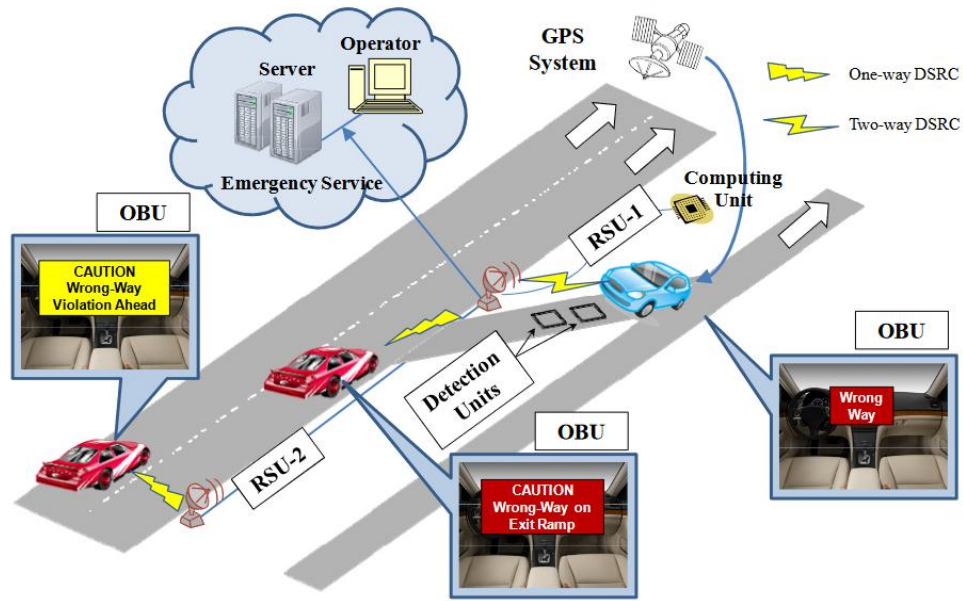 GPS
System
Operator
Server
Emergency Service
One-way DSRC
Two-way DSRC
Computing
Unit
RSU-1
OBU
CAUTION
Wrong-Way
Violation Ahead
Detection
Units
RSU-2
OBU
CAUTION
Wrong-Way on
Exit Ramp
OBU
Wrong
Way